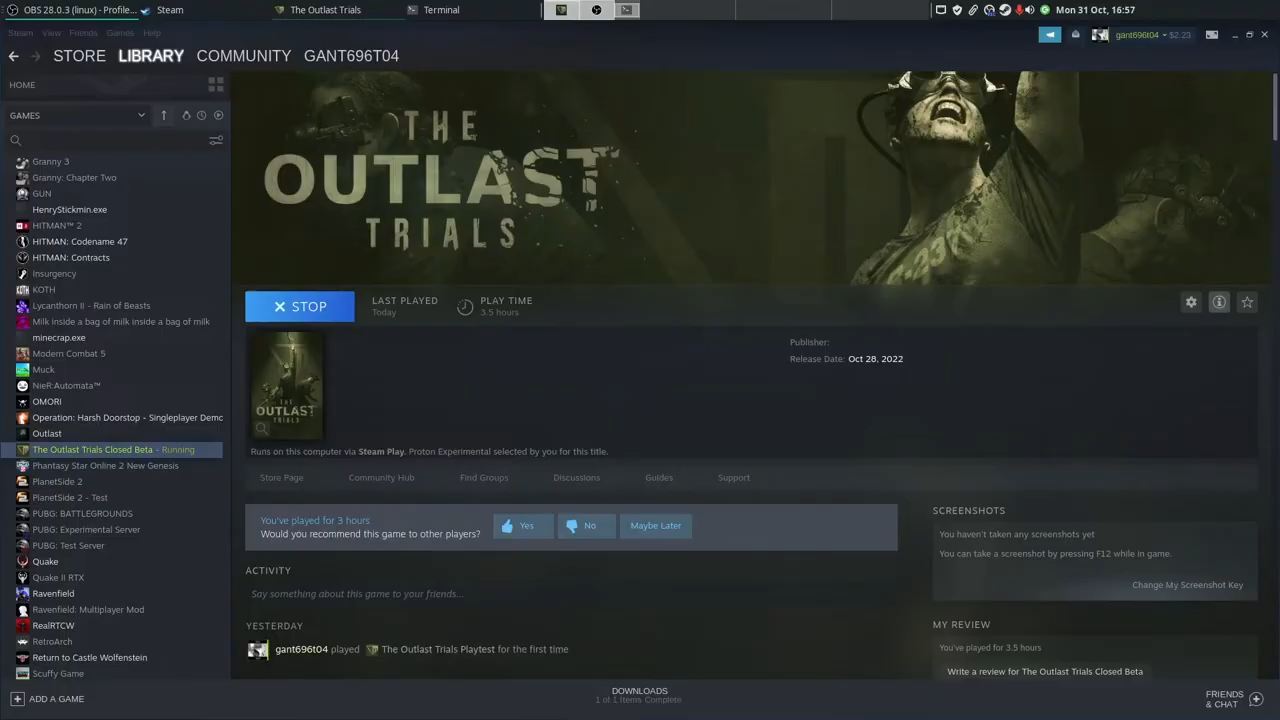 OBS 28.0.3 (linux) - Profile...
Steam
The Outlast Trials
Terminal
Mon 31 Oct, 16:57
Steam View Friends Games Help
gant696t04 $2.23
STORE LIBRARY COMMUNITY GANT696T04
HOME
GAMES
Granny 3
Granny: Chapter Two
GUN
HenryStickmin.exe
HITMAN™ 2
HITMAN: Codename 47
HITMAN: Contracts
Insurgency
KOTH
Lycanthorn II - Rain of Beasts
Milk inside a bag of milk inside a bag of milk
minecrap.exe
Modern Combat 5
Muck
NieR:Automata™
OMORI
Operation: Harsh Doorstop - Singleplayer Demo
Outlast
The Outlast Trials Closed Beta - Running
Phantasy Star Online 2 New Genesis
PlanetSide 2
PlanetSide 2 - Test
PUBG: BATTLEGROUNDS
PUBG: Experimental Server
PUBG: Test Server
Quake
Quake II RTX
Ravenfield
Ravenfield: Multiplayer Mod
RealRTCW
RetroArch
Return to Castle Wolfenstein
Scuffy Game
ADD A GAME
THE
OUTLAST
TRIALS
STOP
LAST PLAYED
Today
PLAY TIME
3.5 hours
THE
OUTLAST
TRIALS
Publisher:
Release Date: Oct 28, 2022
Runs on this computer via Steam Play. Proton Experimental selected by you for this title.
Store Page Community Hub Find Groups Discussions Guides Support
You've played for 3 hours
Would you recommend this game to other players?
Yes
No
Maybe Later
ACTIVITY
Say something about this game to your friends...
YESTERDAY
gant696t04 played The Outlast Trials Playtest for the first time
SCREENSHOTS
You haven't taken any screenshots yet
You can take a screenshot by pressing F12 while in game.
Change My Screenshot Key
MY REVIEW
You've played for 3.5 hours
Write a review for The Outlast Trials Closed Beta
DOWNLOADS
1 of 1 Items Complete
FRIENDS
& CHAT